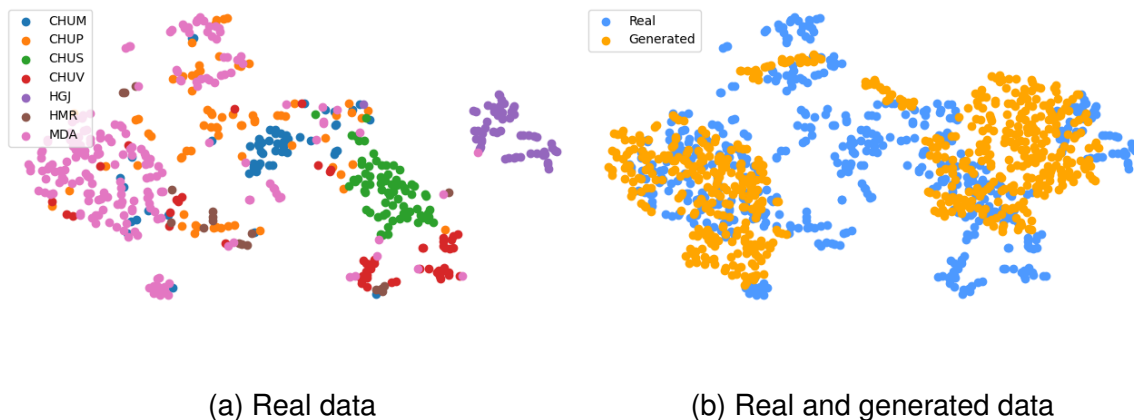 CHUM
CHUP
CHUS
CHUV
HGJ
HMR
MDA
Real
Generated
(a) Real data
(b) Real and generated data